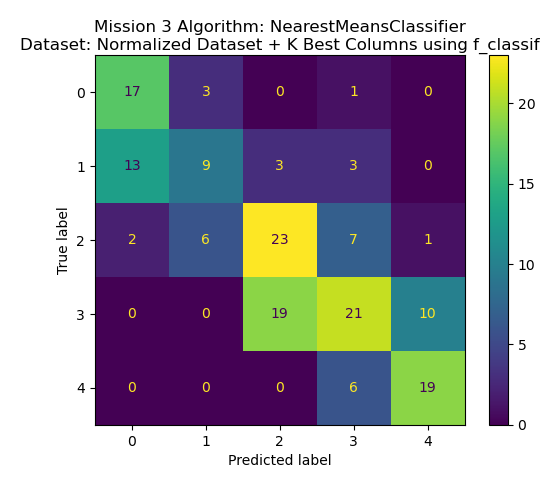 Mission 3 Algorithm: NearestMeansClassifier
Dataset: Normalized Dataset + K Best Columns using f_classif
True label
0 17 3 0 1 0
1 13 9 3 3 0
2 2 6 23 7 1
3 0 0 19 21 10
4 0 0 0 6 19
0 1 2 3 4
Predicted label
20
15
10
5
0